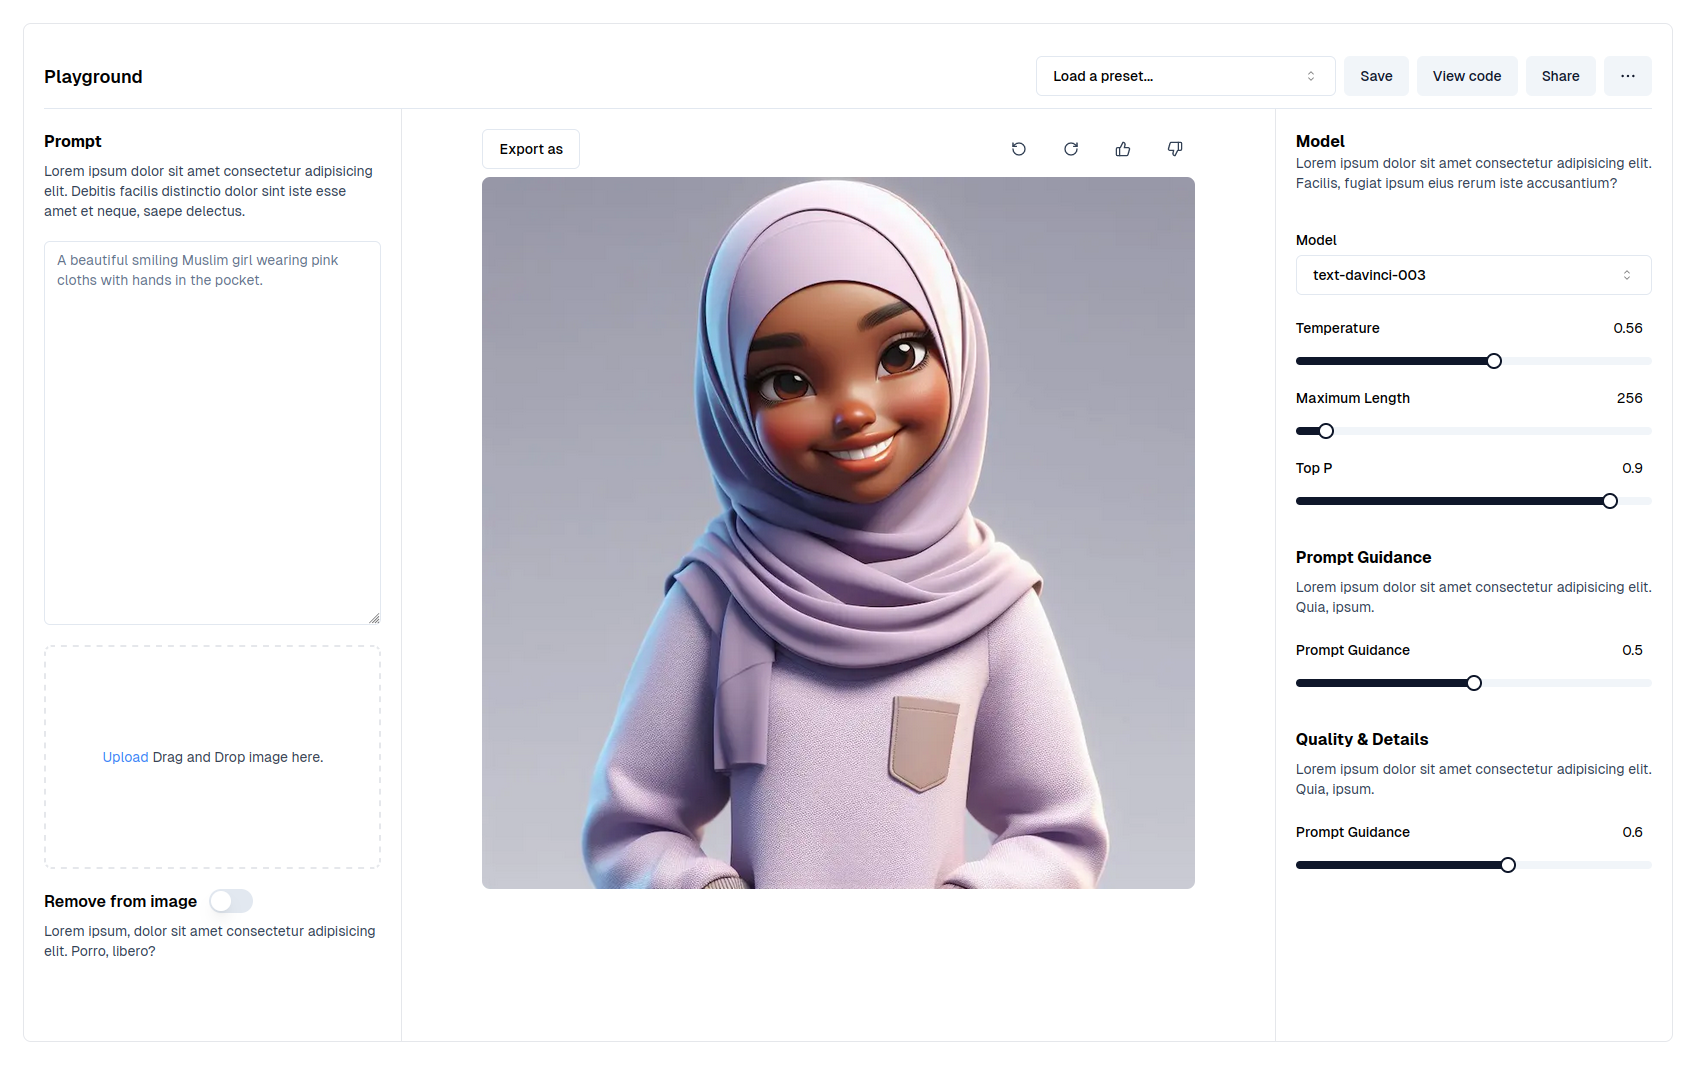 Playground
Load a preset...
Save
View code
Share
Prompt
Lorem ipsum dolor sit amet consectetur adipisicing
elit. Debitis facilis distinctio dolor sint iste esse
amet et neque, saepe delectus.
A beautiful smiling Muslim girl wearing pink
cloths with hands in the pocket.
Upload Drag and Drop image here.
Remove from image
Lorem ipsum, dolor sit amet consectetur adipisicing
elit. Porro, libero?
Export as
Model
Lorem ipsum dolor sit amet consectetur adipisicing elit.
Facilis, fugiat ipsum eius rerum iste accusantium?
Model
text-davinci-003
Temperature 0.56
Maximum Length 256
Top P 0.9
Prompt Guidance
Lorem ipsum dolor sit amet consectetur adipisicing elit.
Quia, ipsum.
Prompt Guidance 0.5
Quality & Details
Lorem ipsum dolor sit amet consectetur adipisicing elit.
Quia, ipsum.
Prompt Guidance 0.6